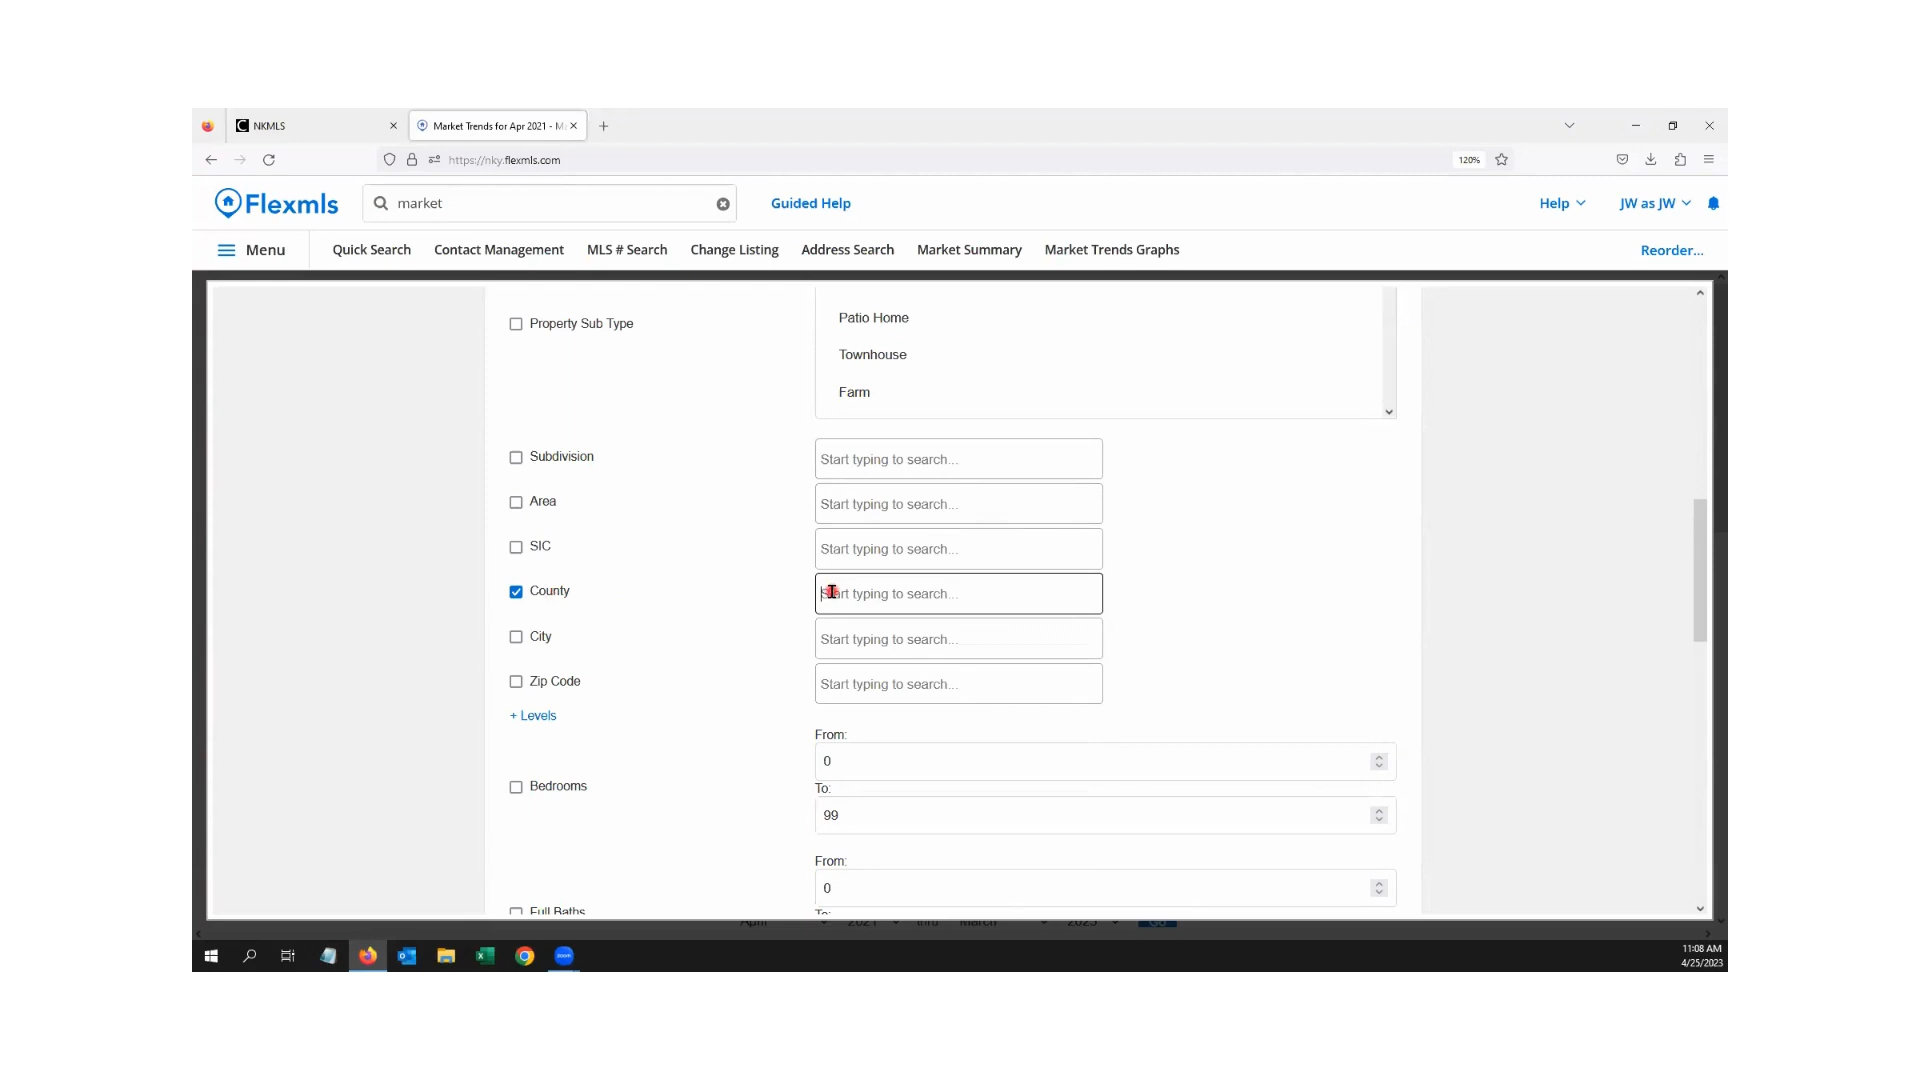 NKMLS
Market Trends for Apr 2021 - M
https://nky.flexmls.com
120%
Flexmls
market
Guided Help
Help
JW as JW
Menu
Quick Search
Contact Management
MLS # Search
Change Listing
Address Search
Market Summary
Market Trends Graphs
Reorder...
Property Sub Type
Patio Home
Townhouse
Farm
Subdivision
Start typing to search...
Area
Start typing to search...
SIC
Start typing to search...
County
Start typing to search...
City
Start typing to search...
Zip Code
Start typing to search...
+ Levels
From:
0
Bedrooms
To:
99
From:
0
Full Baths
To:
April 2021 thru March 2023 Go
zoom
11:08 AM
4/25/2023